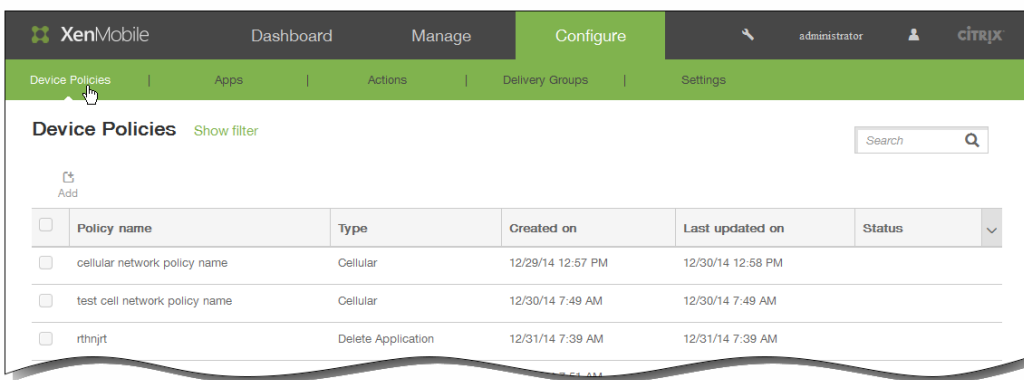 XenMobile Dashboard Manage Configure administrator CITRIX
Device Policies | Apps | Actions | Delivery Groups | Settings
Device Policies Show filter
Search
Add
Policy name Type Created on Last updated on Status
cellular network policy name Cellular 12/29/14 12:57 PM 12/30/14 12:58 PM
test cell network policy name Cellular 12/30/14 7:49 AM 12/30/14 7:49 AM
rthnjrt Delete Application 12/31/14 7:39 AM 12/31/14 7:39 AM